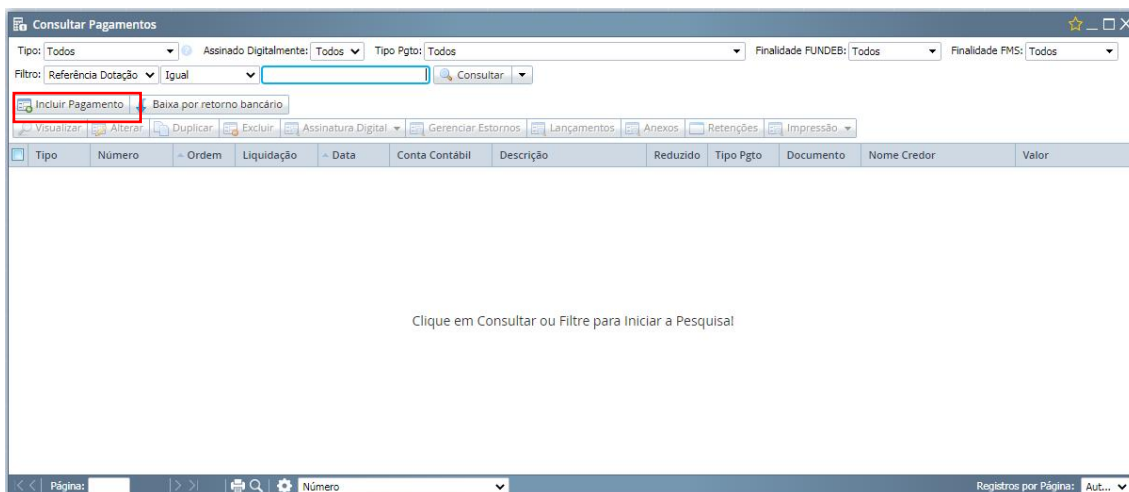 Consultar Pagamentos
Tipo: Todos Assinado Digitalmente: Todos Tipo Pgto: Todos Finalidade FUNDEB: Todos Finalidade FMS: Todos
Filtro: Referência Dotação Igual Consultar
Incluir Pagamento Baixa por retorno bancário
Visualizar Alterar Duplicar Excluir Assinatura Digital Gerenciar Estornos Lançamentos Anexos Retenções Impressão
Tipo Número Ordem Liquidação Data Conta Contábil Descrição Reduzido Tipo Pgto Documento Nome Credor Valor
Clique em Consultar ou Filtre para Iniciar a Pesquisa!
Página: Número Registros por Página: Aut...